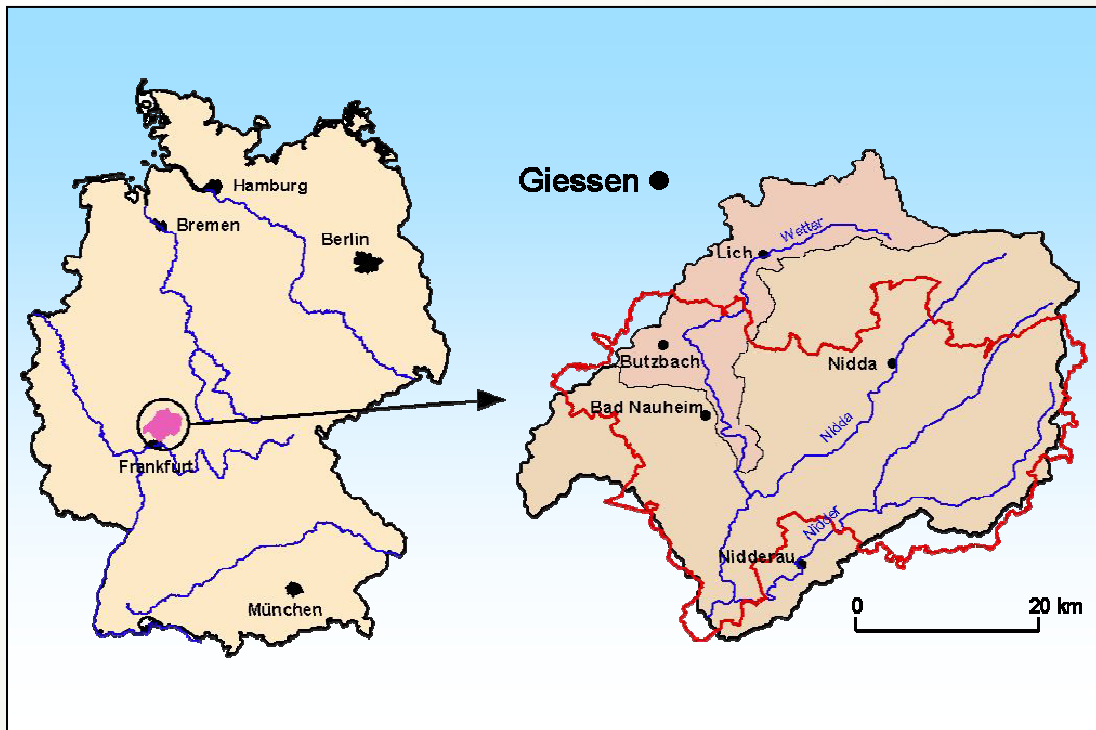 Hamburg
Bremen
Berlin
Frankfurt
München
Giessen
Wetter
Lich
Butzbach
Nidda
Bad Nauheim
Nidda
Nidder
Nidderau
0 20 km